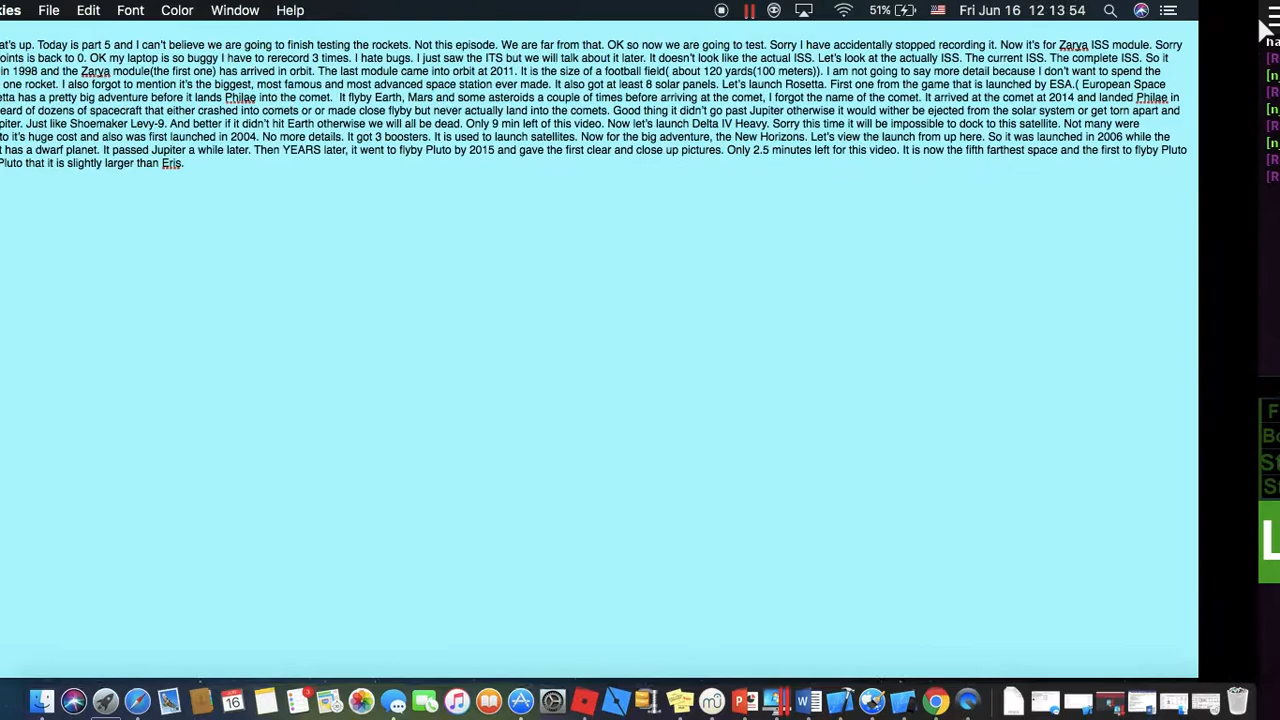 kies File Edit Font Color Window Help 51% Fri Jun 16 12 13 54
at's up. Today is part 5 and I can't believe we are going to finish testing the rockets. Not this episode. We are far from that. OK so now we are going to test. Sorry I have accidentally stopped recording it. Now it's for Zarya ISS module. Sorry
oints is back to 0. OK my laptop is so buggy I have to rerecord 3 times. I hate bugs. I just saw the ITS but we will talk about it later. It doesn't look like the actual ISS. Let's look at the actually ISS. The current ISS. The complete ISS. So it
in 1998 and the Zarya module(the first one) has arrived in orbit. The last module came into orbit at 2011. It is the size of a football field( about 120 yards(100 meters)). I am not going to say more detail because I don't want to spend the
one rocket. I also forgot to mention it's the biggest, most famous and most advanced space station ever made. It also got at least 8 solar panels. Let's launch Rosetta. First one from the game that is launched by ESA.( European Space
etta has a pretty big adventure before it lands Philae into the comet. It flyby Earth, Mars and some asteroids a couple of times before arriving at the comet, I forgot the name of the comet. It arrived at the comet at 2014 and landed Philae in
eard of dozens of spacecraft that either crashed into comets or or made close flyby but never actually land into the comets. Good thing it didn't go past Jupiter otherwise it would wither be ejected from the solar system or get torn apart and
piter. Just like Shoemaker Levy-9. And better if it didn't hit Earth otherwise we will all be dead. Only 9 min left of this video. Now let's launch Delta IV Heavy. Sorry this time it will be impossible to dock to this satellite. Not many were
to it's huge cost and also was first launched in 2004. No more details. It got 3 boosters. It is used to launch satellites. Now for the big adventure, the New Horizons. Let's view the launch from up here. So it was launched in 2006 while the
t has a dwarf planet. It passed Jupiter a while later. Then YEARS later, it went to flyby Pluto by 2015 and gave the first clear and close up pictures. Only 2.5 minutes left for this video. It is now the fifth farthest space and the first to flyby Pluto
Pluto that it is slightly larger than Eris.
ha
[n
[R
[n
[R
[n
[R
F
Bo
St
St
L
16